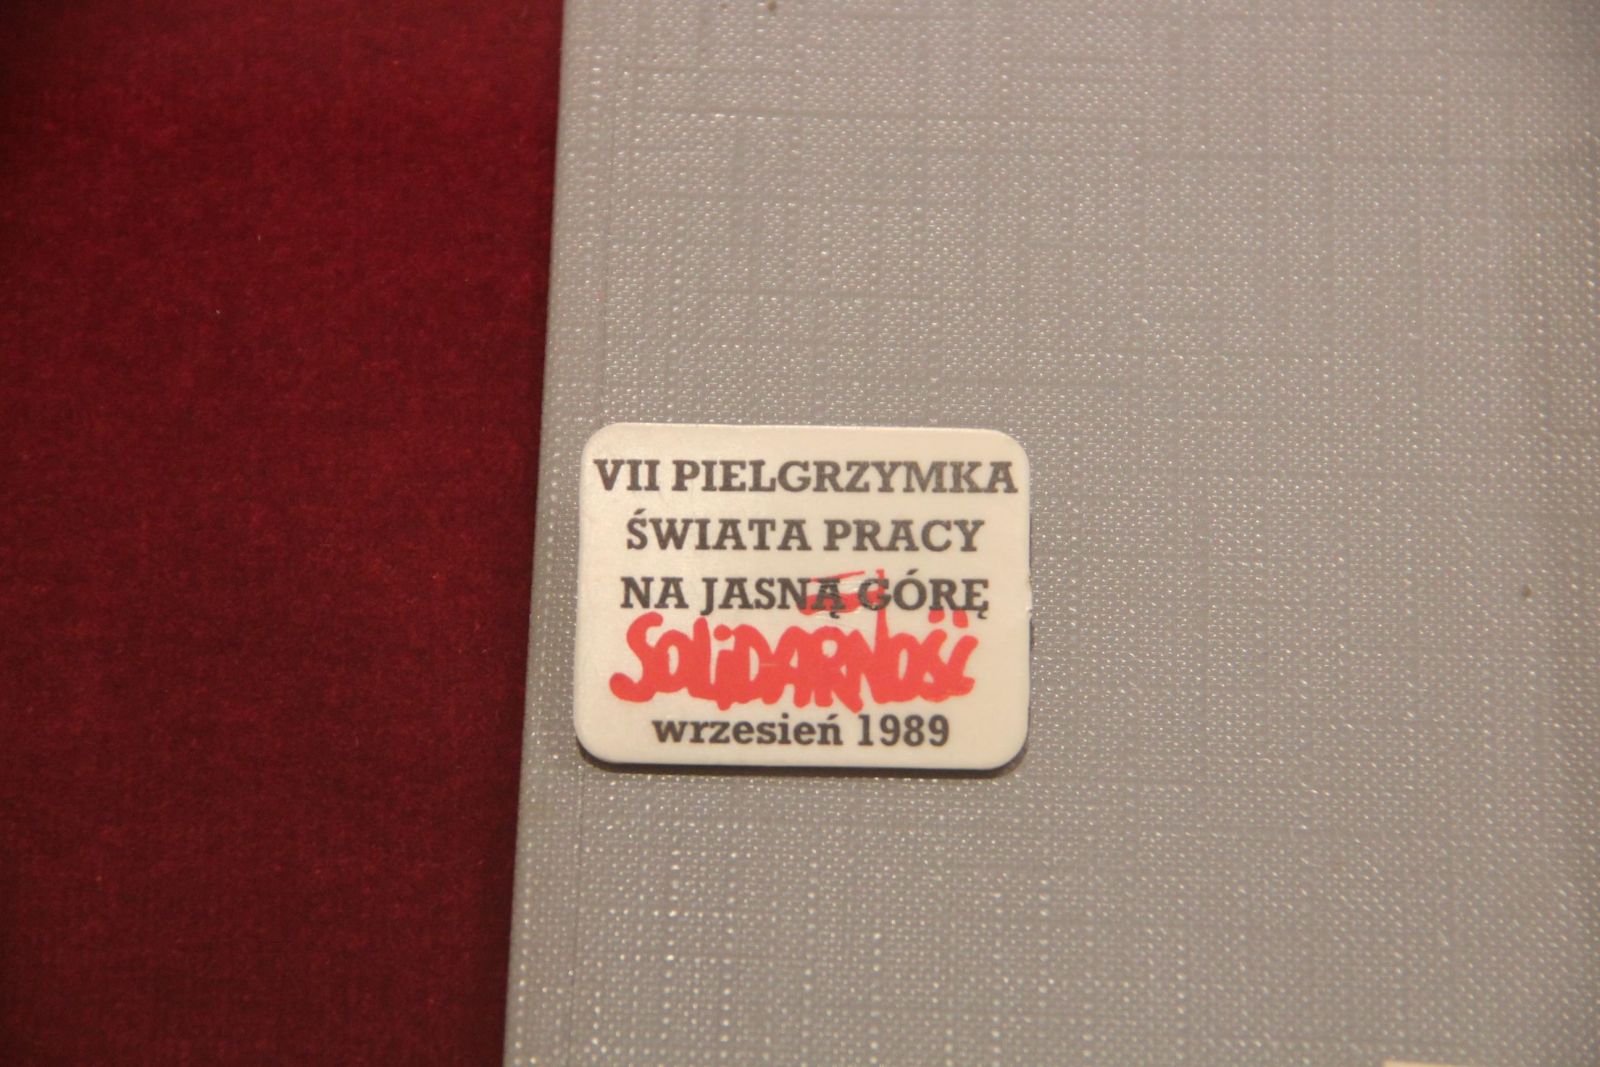 VII PIELGRZYMKA
ŚWIATA PRACY
NA JASNĄ GÓRĘ
SOLiDARNOŚĆ
wrzesień 1989